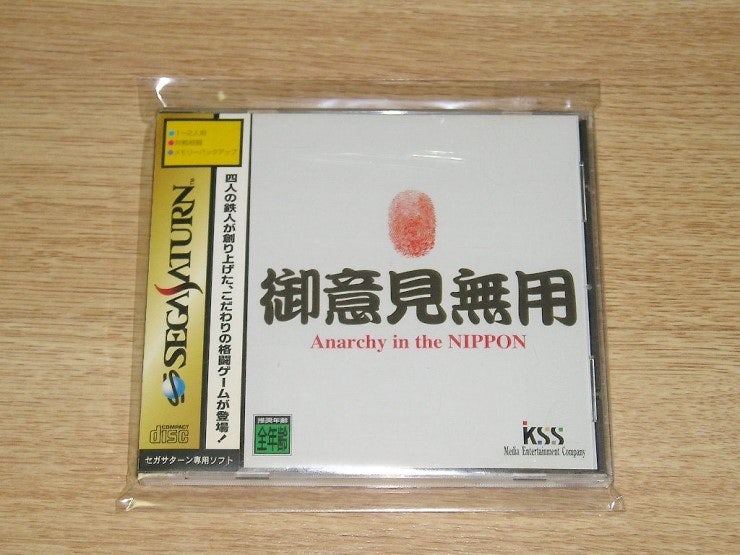 1~2人用
対戦格闘
メモリーバックアップ
SEGA SATURN™
COMPACT
disc
セガサターン専用ソフト
四人の鉄人が創り上げた、こだわりの格闘ゲームが登場!
御意見無用
Anarchy in the NIPPON
推奨年齢
全年齢
KSS
Media Entertainment Company